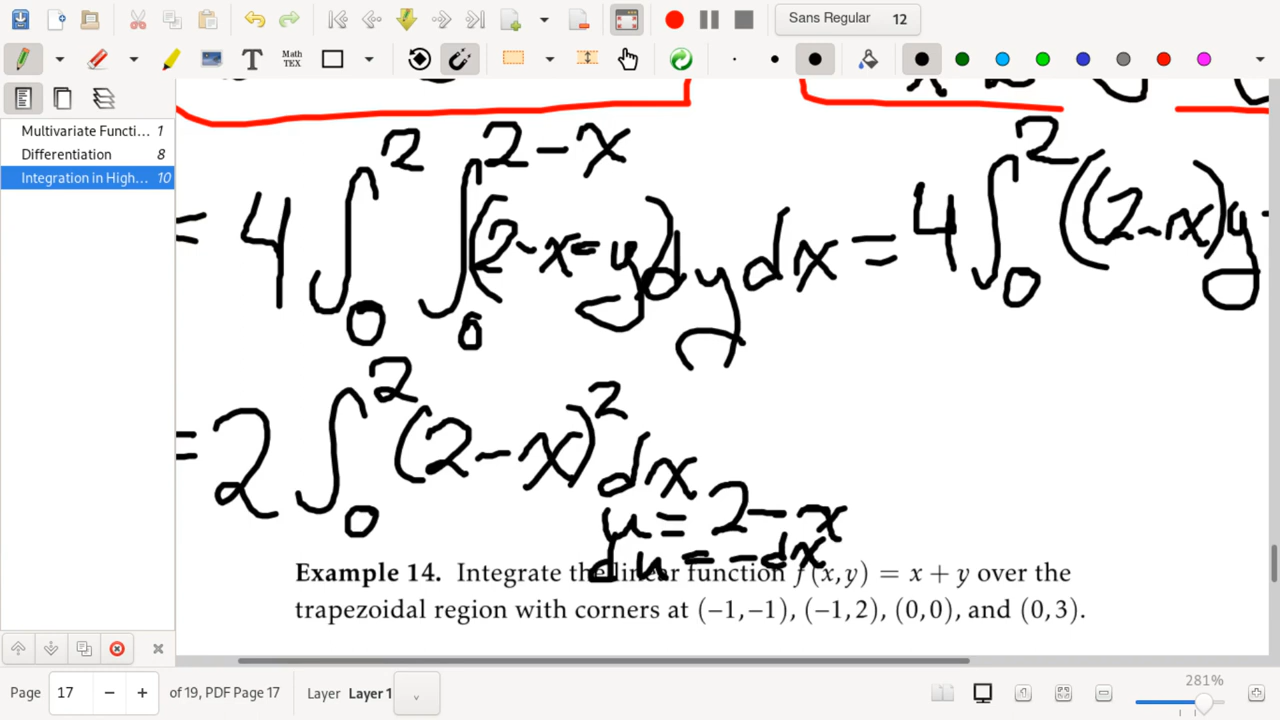 Sans Regular 12
T Math TEX
Multivariate Functi... 1
Differentiation 8
Integration in High... 10
= 4 ∫₀² ∫₀^{2-x} (2-x-y) dy dx = 4 ∫₀² ((2-x)y
= 2 ∫₀² (2-x)² dx
u = 2-x
du = -dx
Example 14. Integrate the linear function f(x,y) = x + y over the
trapezoidal region with corners at (−1,−1), (−1,2), (0,0), and (0,3).
Page 17 of 19, PDF Page 17 Layer Layer 1 281%